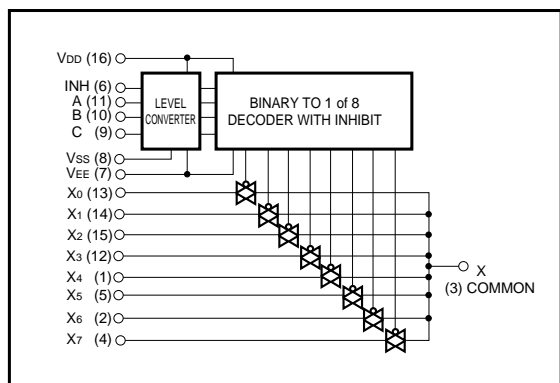 VDD (16)
INH (6)
A (11)
B (10)
C (9)
LEVEL
CONVERTER
BINARY TO 1 of 8
DECODER WITH INHIBIT
VSS (8)
VEE (7)
X0 (13)
X1 (14)
X2 (15)
X3 (12)
X4 (1)
X5 (5)
X6 (2)
X7 (4)
X
(3) COMMON